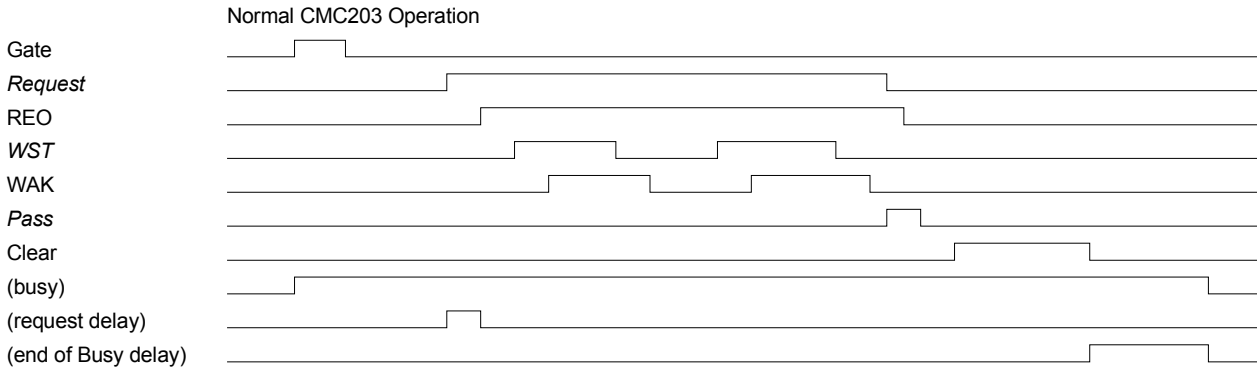 Normal CMC203 Operation
Gate
Request
REO
WST
WAK
Pass
Clear
(busy)
(request delay)
(end of Busy delay)